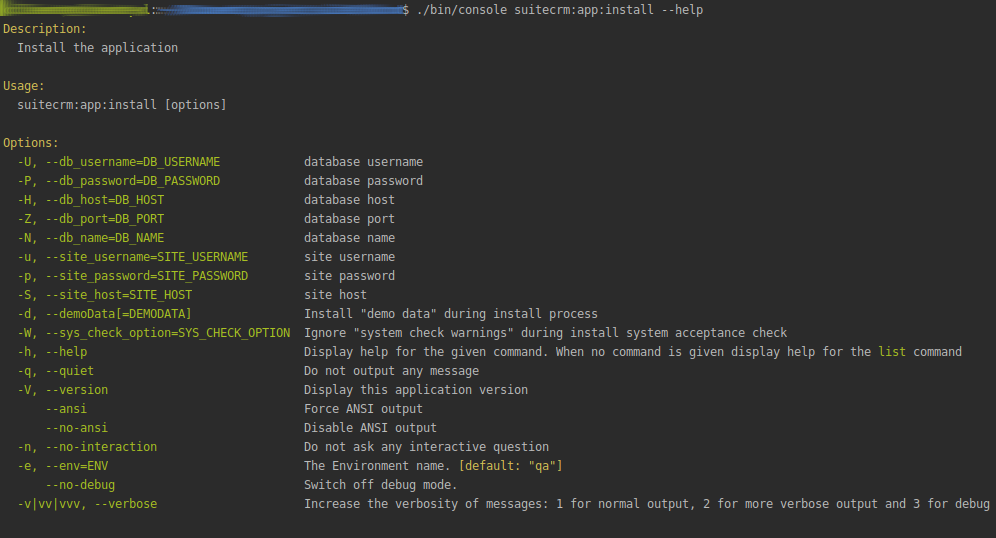 $ ./bin/console suitecrm:app:install --help
Description:
  Install the application

Usage:
  suitecrm:app:install [options]

Options:
  -U, --db_username=DB_USERNAME            database username
  -P, --db_password=DB_PASSWORD            database password
  -H, --db_host=DB_HOST                    database host
  -Z, --db_port=DB_PORT                    database port
  -N, --db_name=DB_NAME                    database name
  -u, --site_username=SITE_USERNAME        site username
  -p, --site_password=SITE_PASSWORD        site password
  -S, --site_host=SITE_HOST                site host
  -d, --demoData[=DEMODATA]                Install "demo data" during install process
  -W, --sys_check_option=SYS_CHECK_OPTION  Ignore "system check warnings" during install system acceptance check
  -h, --help                               Display help for the given command. When no command is given display help for the list command
  -q, --quiet                              Do not output any message
  -V, --version                            Display this application version
      --ansi                               Force ANSI output
      --no-ansi                            Disable ANSI output
  -n, --no-interaction                     Do not ask any interactive question
  -e, --env=ENV                            The Environment name. [default: "qa"]
      --no-debug                           Switch off debug mode.
  -v|vv|vvv, --verbose                     Increase the verbosity of messages: 1 for normal output, 2 for more verbose output and 3 for debug